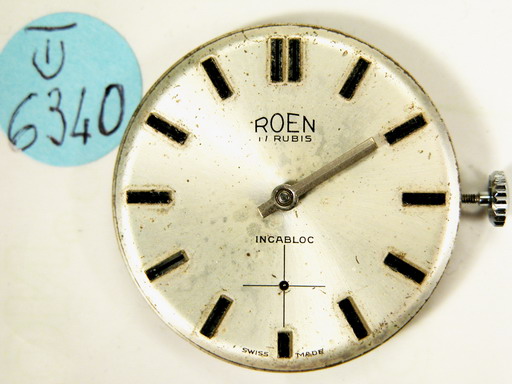 6340
ROEN
17 RUBIS
INCABLOC
SWISS MADE